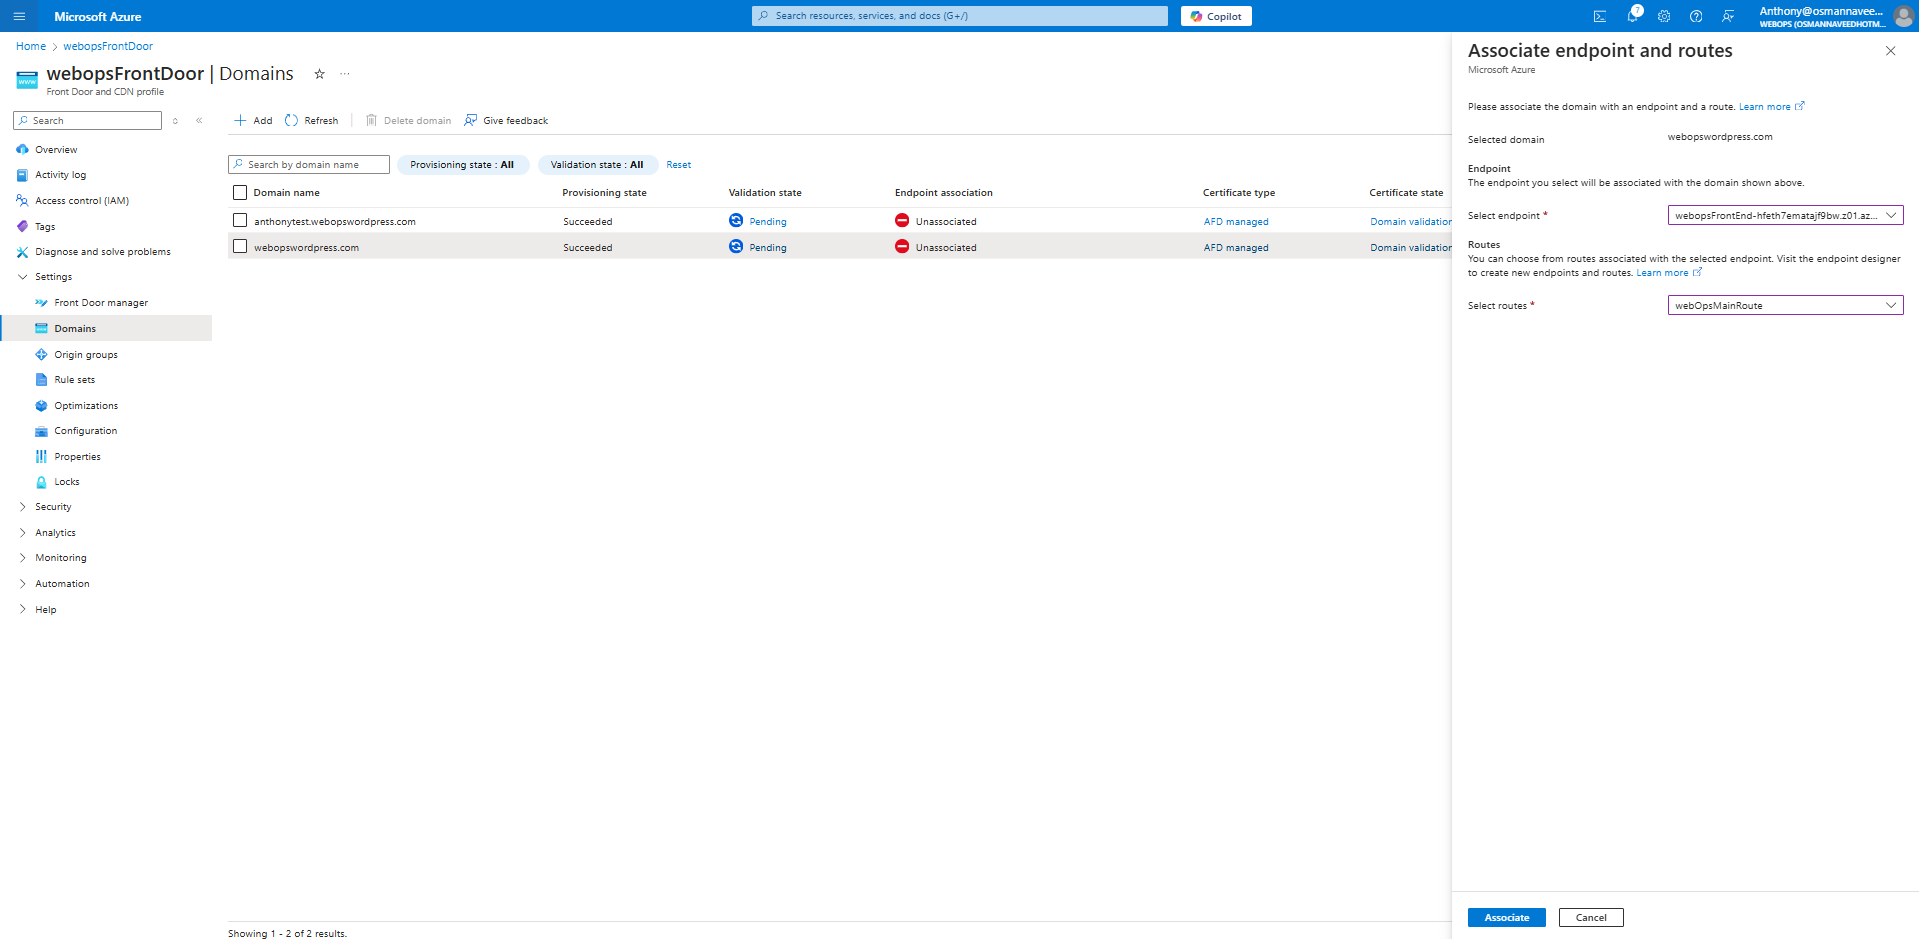 Microsoft Azure
Search resources, services, and docs (G+/)
Copilot
7
Anthony@osmannavee...
WEBOPS (OSMANNAVEEDHOTM...
Home > webopsFrontDoor
webopsFrontDoor | Domains
Front Door and CDN profile
Search
Overview
Activity log
Access control (IAM)
Tags
Diagnose and solve problems
Settings
Front Door manager
Domains
Origin groups
Rule sets
Optimizations
Configuration
Properties
Locks
Security
Analytics
Monitoring
Automation
Help
Add Refresh Delete domain Give feedback
Search by domain name Provisioning state : All Validation state : All Reset
Domain name Provisioning state Validation state Endpoint association Certificate type Certificate state
anthonytest.webopswordpress.com Succeeded Pending Unassociated AFD managed Domain validation
webopswordpress.com Succeeded Pending Unassociated AFD managed Domain validation
Showing 1 - 2 of 2 results.
Associate endpoint and routes
Microsoft Azure
Please associate the domain with an endpoint and a route. Learn more
Selected domain webopswordpress.com
Endpoint
The endpoint you select will be associated with the domain shown above.
Select endpoint * webopsFrontEnd-hfeth7ematajf9bw.z01.az...
Routes
You can choose from routes associated with the selected endpoint. Visit the endpoint designer
to create new endpoints and routes. Learn more
Select routes * webOpsMainRoute
Associate Cancel